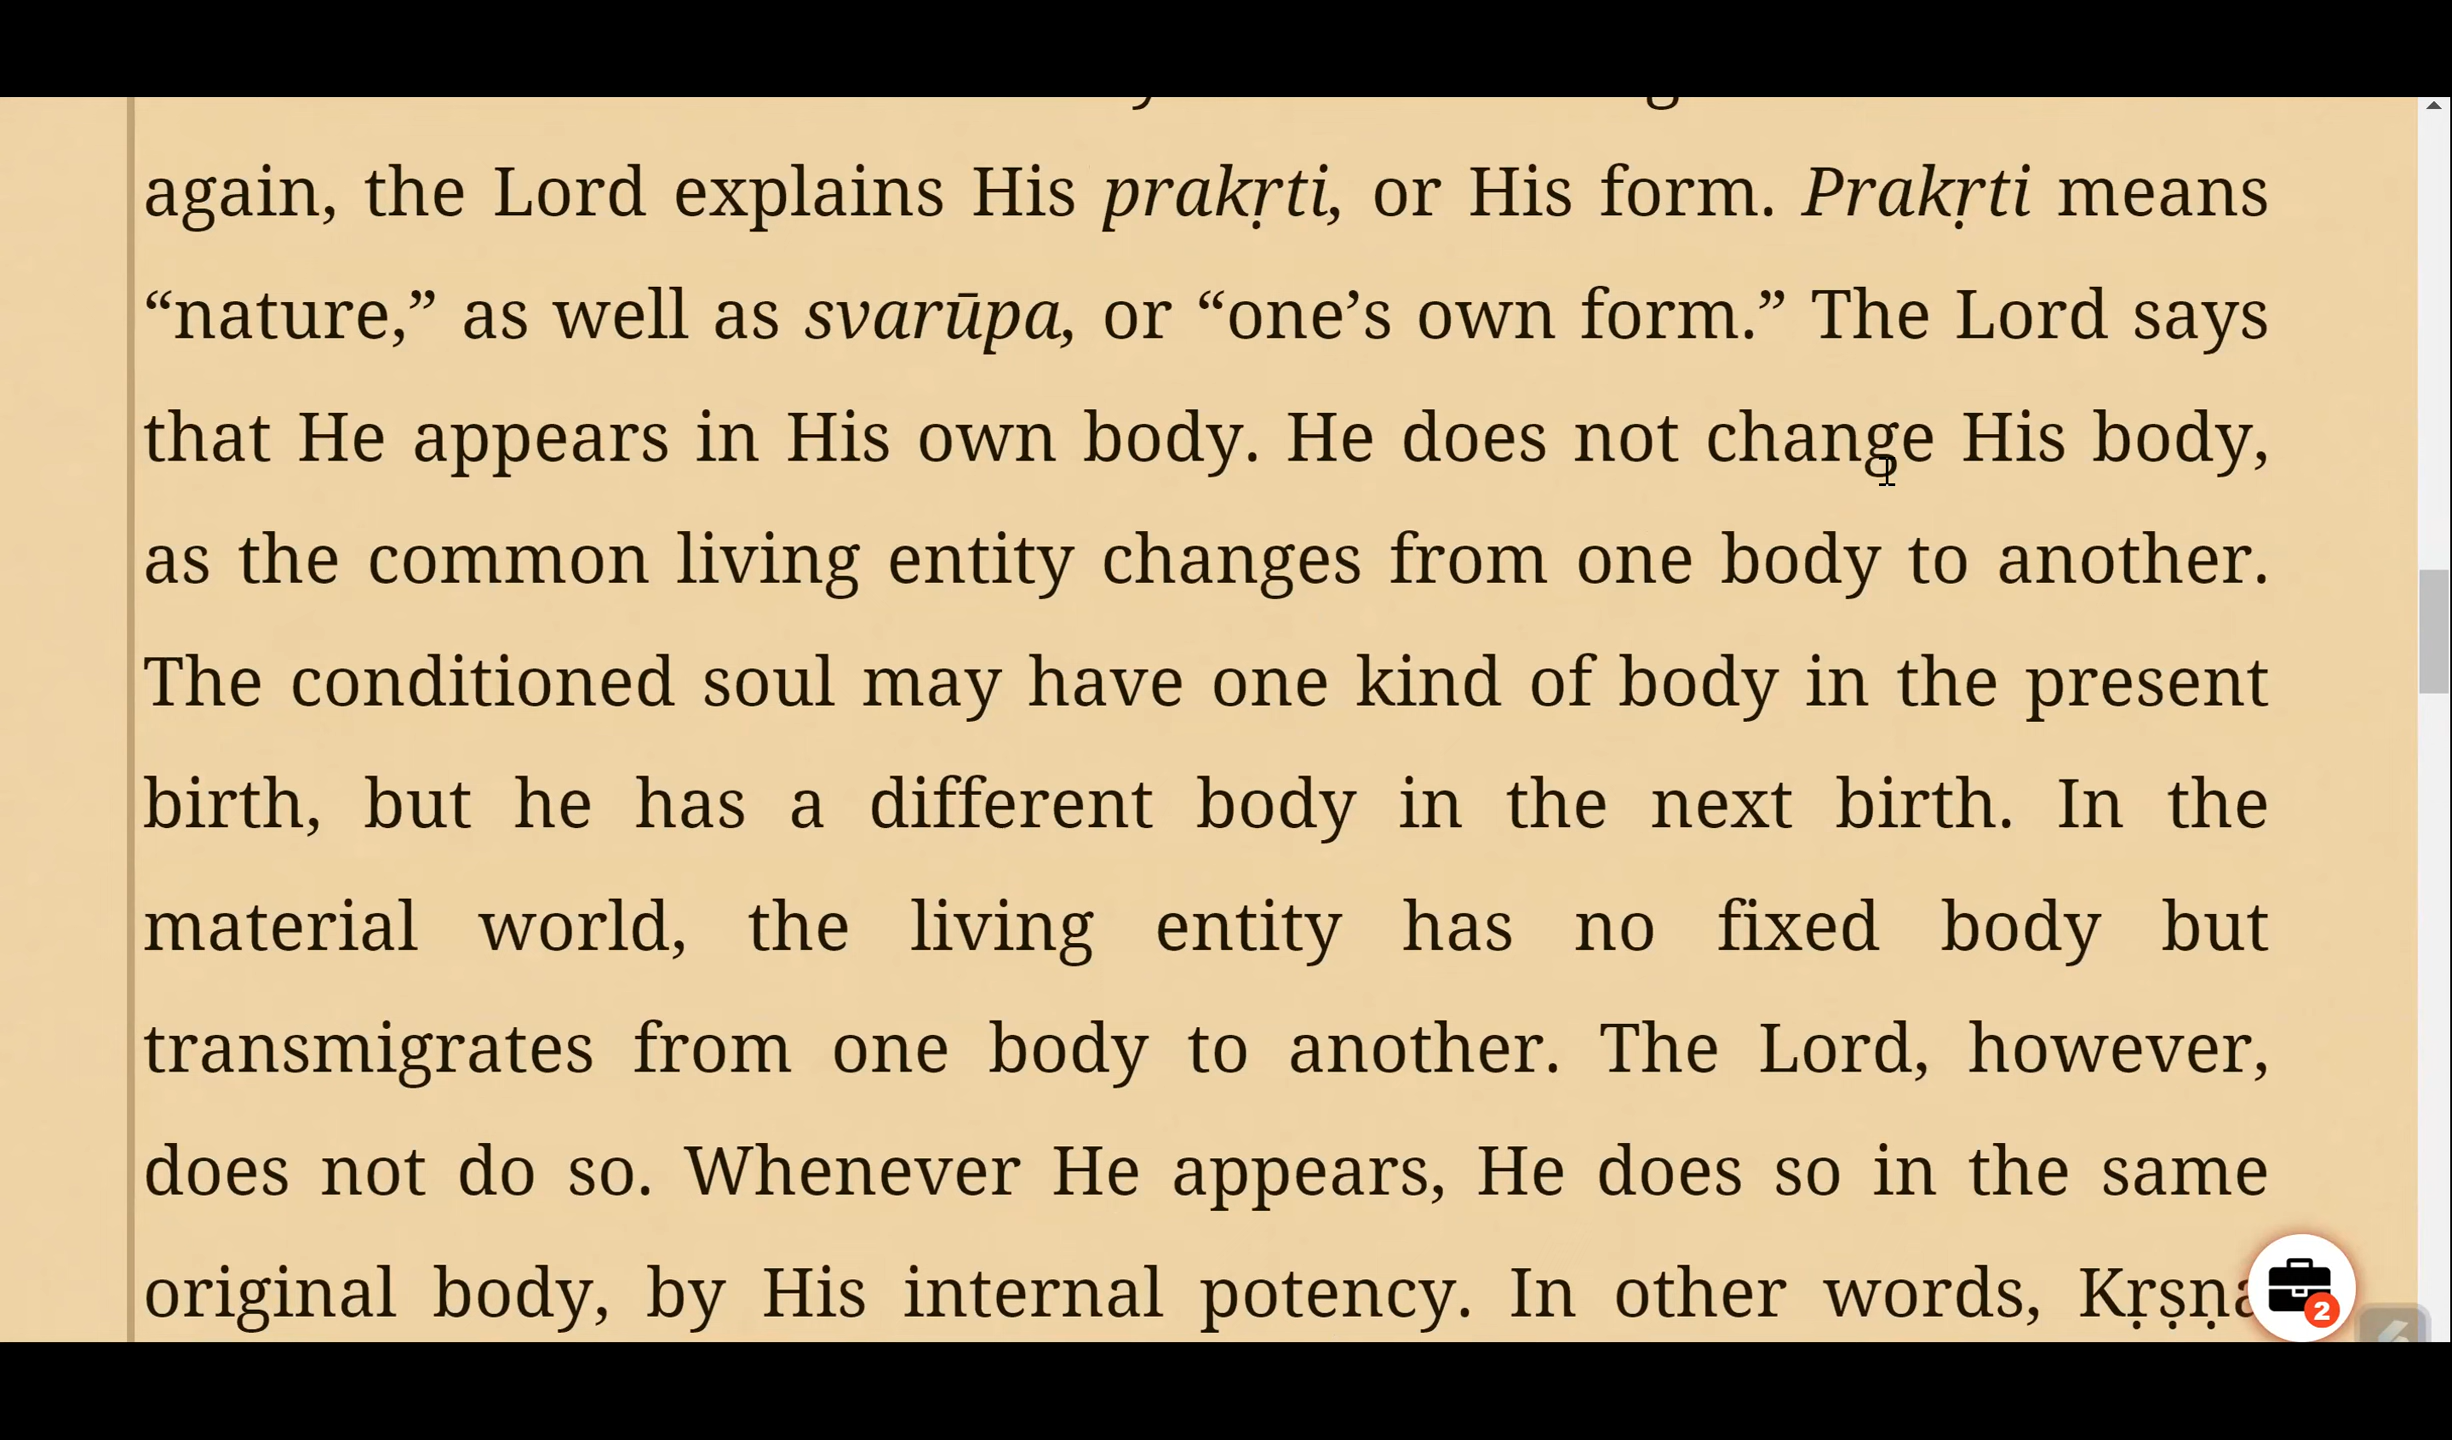 again, the Lord explains His prakṛti, or His form. Prakṛti means
“nature,” as well as svarūpa, or “one’s own form.” The Lord says
that He appears in His own body. He does not change His body,
as the common living entity changes from one body to another.
The conditioned soul may have one kind of body in the present
birth, but he has a different body in the next birth. In the
material world, the living entity has no fixed body but
transmigrates from one body to another. The Lord, however,
does not do so. Whenever He appears, He does so in the same
original body, by His internal potency. In other words, Kṛṣṇa
2